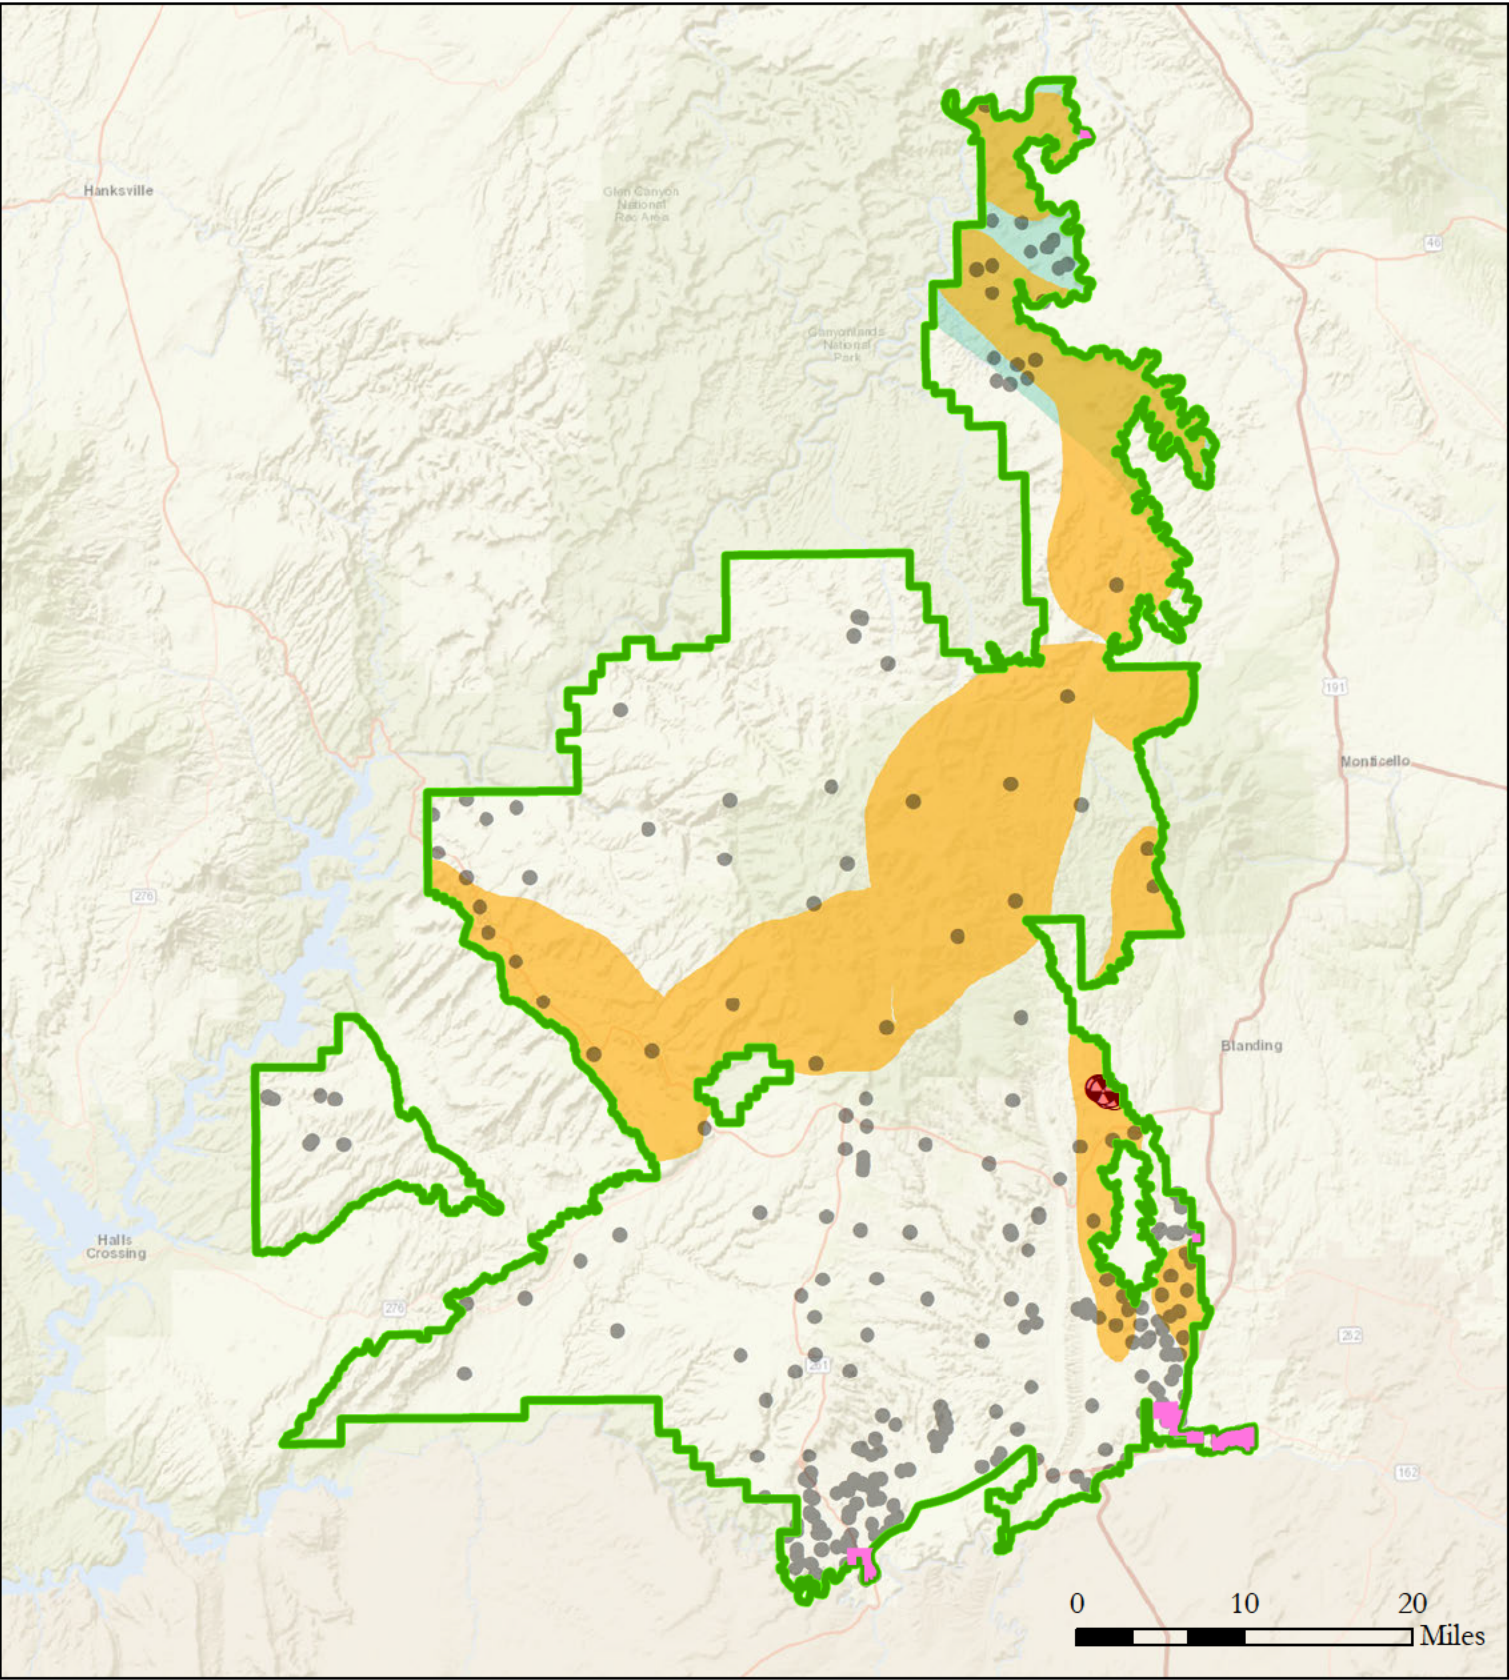 Hanksville
Glen Canyon
National
Rec Area
46
Canyonlands
National
Park
191
Monticello
276
Blanding
Halls
Crossing
276
261
262
162
0 10 20
Miles